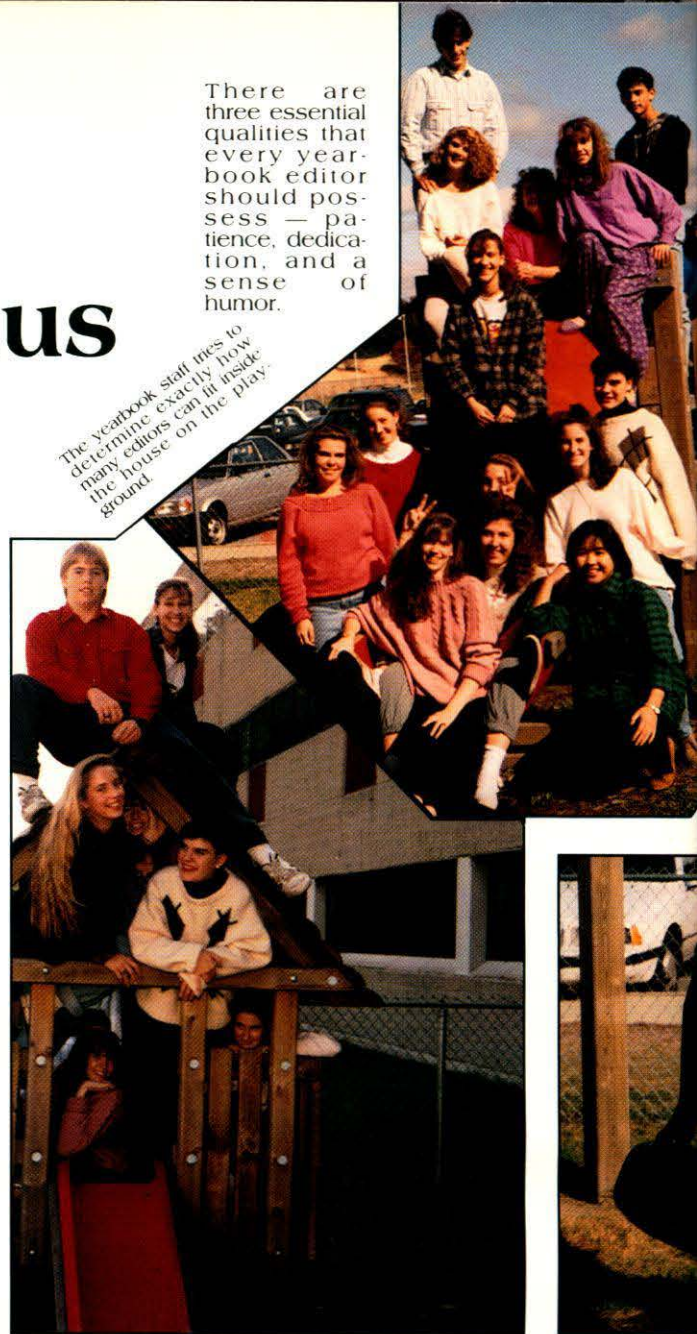 There are
three essential
qualities that
every year-
book editor
should pos-
sess — pa-
tience, dedica-
tion, and a
sense of
humor.
us
The yearbook staff tries to
determine exactly how
many editors can fit inside
the house on the play-
ground.